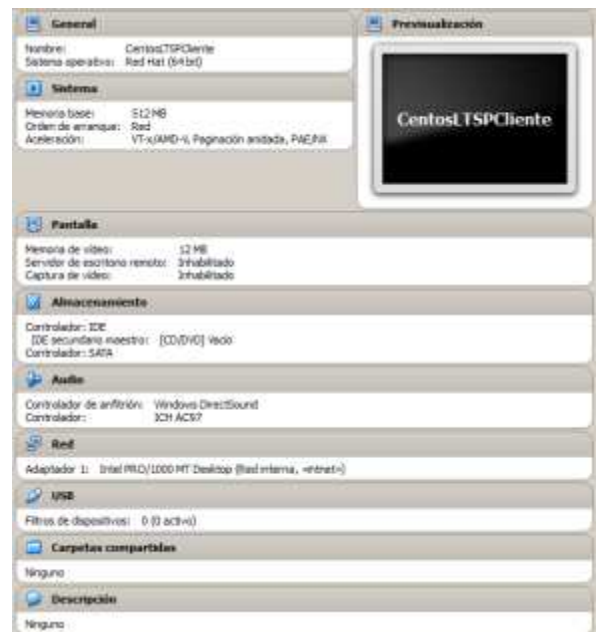 General
Nombre: CentosLTSPCliente
Sistema operativo: Red Hat (64 bit)
Sistema
Memoria base: 512 MB
Orden de arranque: Red
Aceleración: VT-x/AMD-V, Paginación anidada, PAE/NX
Previsualización
CentosLTSPCliente
Pantalla
Memoria de vídeo: 12 MB
Servidor de escritorio remoto: Inhabilitado
Captura de vídeo: Inhabilitado
Almacenamiento
Controlador: IDE
IDE secundario maestro: [CD/DVD] Vacío
Controlador: SATA
Audio
Controlador de anfitrión: Windows DirectSound
Controlador: ICH AC97
Red
Adaptador 1: Intel PRO/1000 MT Desktop (Red interna, «intnet»)
USB
Filtros de dispositivos: 0 (0 activo)
Carpetas compartidas
Ninguno
Descripción
Ninguno